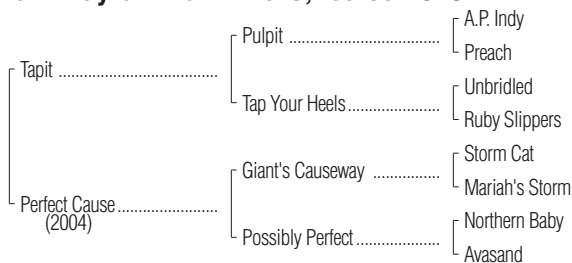 A.P. Indy
Pulpit ........................................
Preach
Tapit ..........................................
Unbridled
Tap Your Heels ........................
Ruby Slippers
Storm Cat
Giant's Causeway .................
Mariah's Storm
Perfect Cause ..........................
(2004)
Northern Baby
Possibly Perfect .....................
Avasand